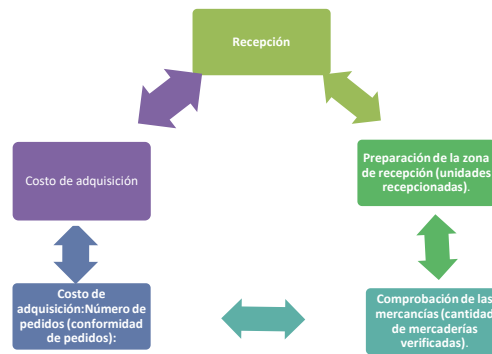 Recepción
Costo de adquisición
Preparación de la zona
de recepción (unidades
recepcionadas).
Costo de
adquisición:Número de
pedidos (conformidad
de pedidos):
Comprobación de las
mercancías (cantidad
de mercaderías
verificadas).